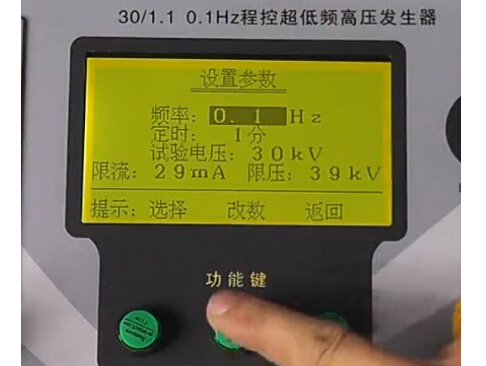 30/1.1 0.1Hz程控超低频高压发生器
设置参数
频率: 0.1Hz
定时: 1分
试验电压: 30kV
限流: 29mA 限压: 39kV
提示: 选择 改数 返回
功能键